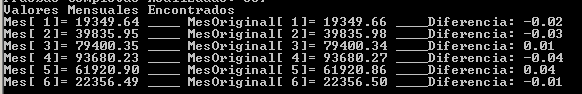 Valores Mensuales Encontrados
Mes[ 1]= 19349.64 ____ MesOriginal[ 1]= 19349.66 ____Diferencia: -0.02
Mes[ 2]= 39835.95 ____ MesOriginal[ 2]= 39835.98 ____Diferencia: -0.03
Mes[ 3]= 79400.35 ____ MesOriginal[ 3]= 79400.34 ____Diferencia: 0.01
Mes[ 4]= 93680.23 ____ MesOriginal[ 4]= 93680.27 ____Diferencia: -0.04
Mes[ 5]= 61920.90 ____ MesOriginal[ 5]= 61920.86 ____Diferencia: 0.04
Mes[ 6]= 22356.49 ____ MesOriginal[ 6]= 22356.50 ____Diferencia: -0.01